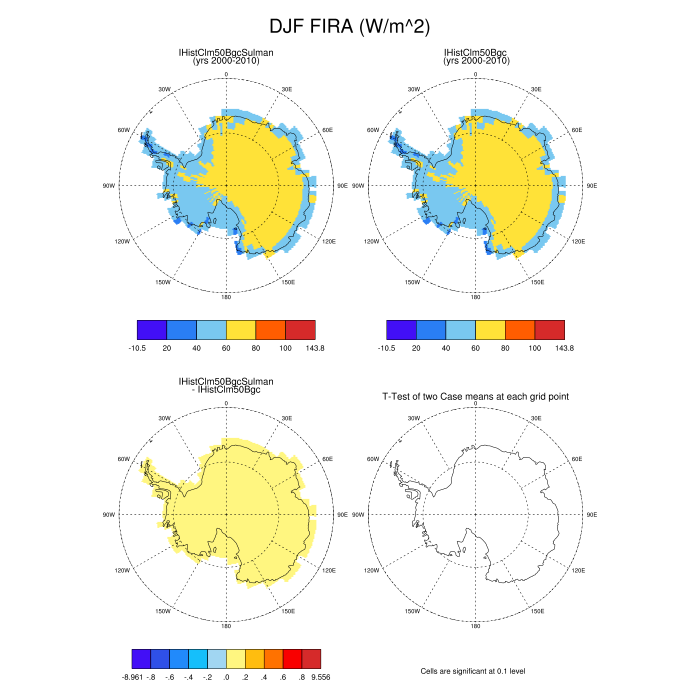 DJF FIRA (W/m^2)
IHistClm50BgcSulman
(yrs 2000-2010)
IHistClm50Bgc
(yrs 2000-2010)
0
30E
60E
90E
120E
150E
180
150W
120W
90W
60W
30W
0
30E
60E
90E
120E
150E
180
150W
120W
90W
60W
30W
-10.5 20 40 60 80 100 143.8
-10.5 20 40 60 80 100 143.8
IHistClm50BgcSulman
- IHistClm50Bgc
T-Test of two Case means at each grid point
0
30E
60E
90E
120E
150E
180
150W
120W
90W
60W
30W
0
30E
60E
90E
120E
150E
180
150W
120W
90W
60W
30W
-8.961 -.8 -.6 -.4 -.2 .0 .2 .4 .6 .8 9.556
Cells are significant at 0.1 level